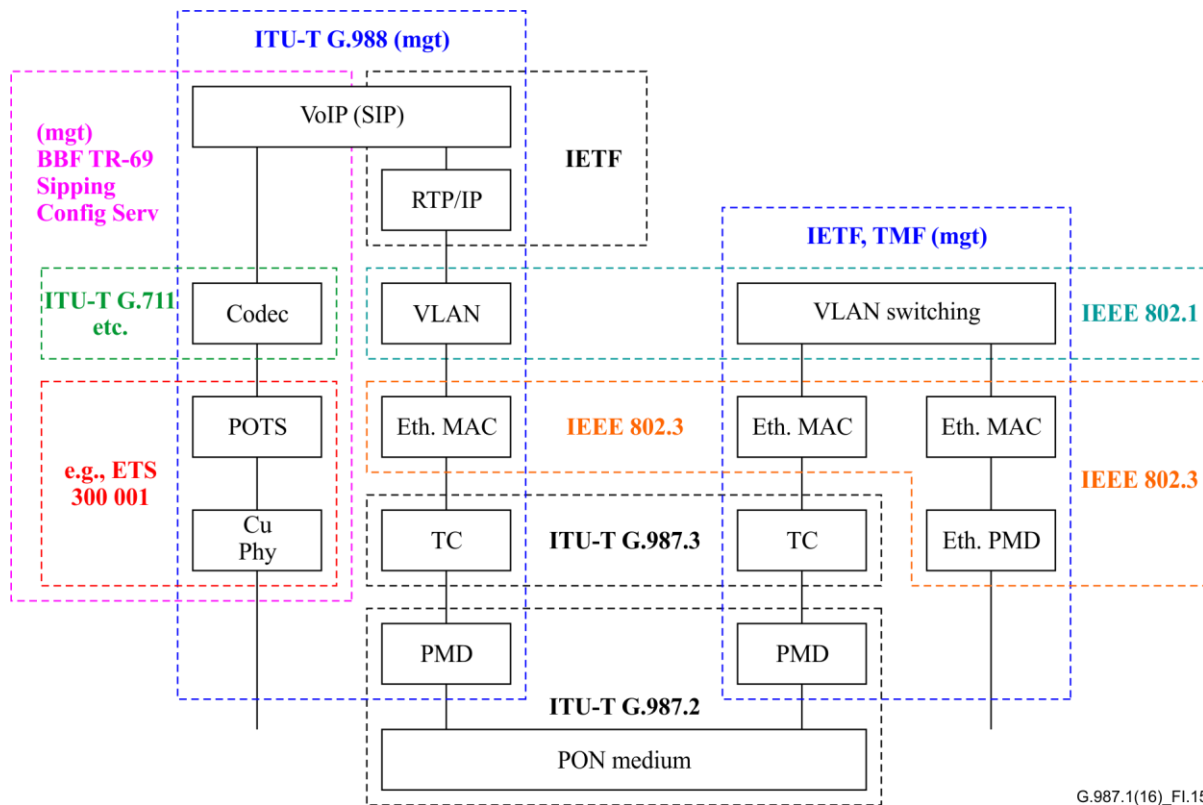 ITU-T G.988 (mgt)
VoIP (SIP)
(mgt)
BBF TR-69
Sipping
Config Serv
IETF
RTP/IP
IETF, TMF (mgt)
ITU-T G.711
etc.
Codec
VLAN
VLAN switching
IEEE 802.1
POTS
Eth. MAC
IEEE 802.3
Eth. MAC
Eth. MAC
e.g., ETS
300 001
IEEE 802.3
Cu
Phy
TC
ITU-T G.987.3
TC
Eth. PMD
PMD
PMD
ITU-T G.987.2
PON medium
G.987.1(16)_FI.15